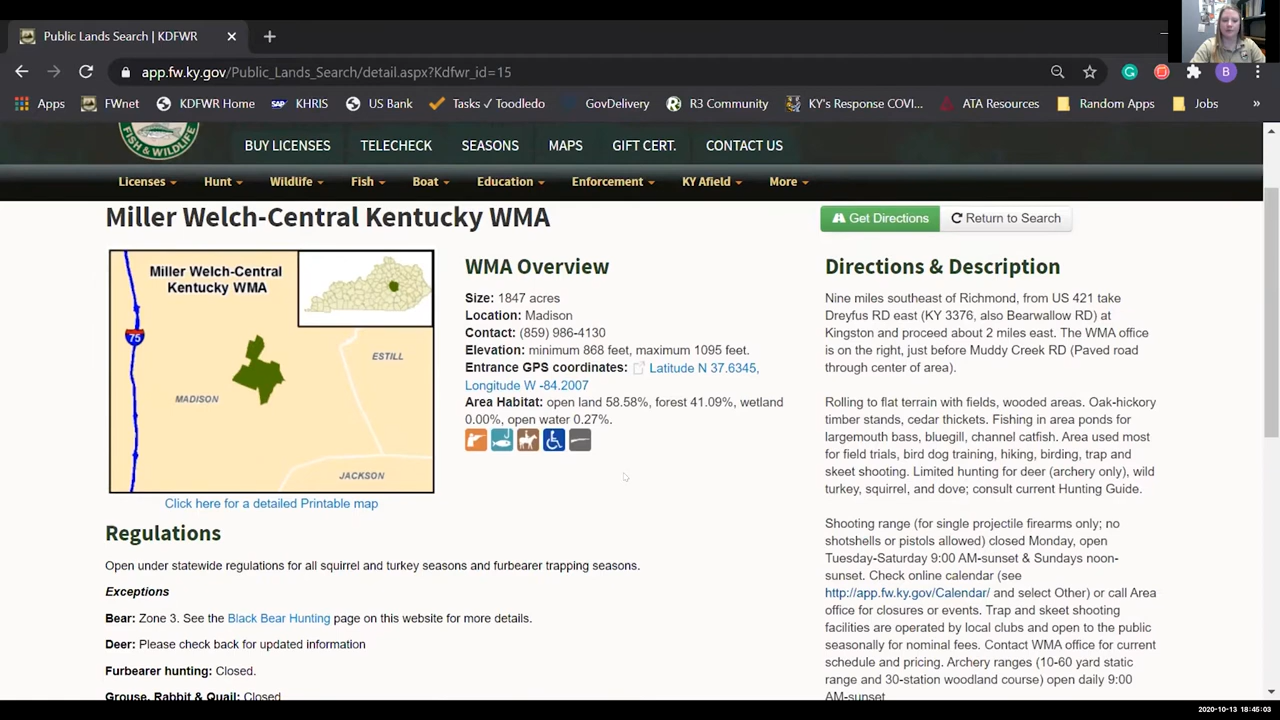 Public Lands Search | KDFWR
app.fw.ky.gov/Public_Lands_Search/detail.aspx?Kdfwr_id=15
B
Apps FWnet KDFWR Home SAP KHRIS US Bank Tasks ✓ Toodledo GovDelivery R3 Community KY's Response COVI... ATA Resources Random Apps Jobs »
FISH & WILDLIFE
BUY LICENSES TELECHECK SEASONS MAPS GIFT CERT. CONTACT US
Licenses Hunt Wildlife Fish Boat Education Enforcement KY Afield More
Miller Welch-Central Kentucky WMA
Get Directions Return to Search
Miller Welch-Central
Kentucky WMA
75
ESTILL
MADISON
JACKSON
Click here for a detailed Printable map
WMA Overview
Size: 1847 acres
Location: Madison
Contact: (859) 986-4130
Elevation: minimum 868 feet, maximum 1095 feet.
Entrance GPS coordinates: Latitude N 37.6345,
Longitude W -84.2007
Area Habitat: open land 58.58%, forest 41.09%, wetland
0.00%, open water 0.27%.
Directions & Description
Nine miles southeast of Richmond, from US 421 take
Dreyfus RD east (KY 3376, also Bearwallow RD) at
Kingston and proceed about 2 miles east. The WMA office
is on the right, just before Muddy Creek RD (Paved road
through center of area).
Rolling to flat terrain with fields, wooded areas. Oak-hickory
timber stands, cedar thickets. Fishing in area ponds for
largemouth bass, bluegill, channel catfish. Area used most
for field trials, bird dog training, hiking, birding, trap and
skeet shooting. Limited hunting for deer (archery only), wild
turkey, squirrel, and dove; consult current Hunting Guide.
Shooting range (for single projectile firearms only; no
shotshells or pistols allowed) closed Monday, open
Tuesday-Saturday 9:00 AM-sunset & Sundays noon-
sunset. Check online calendar (see
http://app.fw.ky.gov/Calendar/ and select Other) or call Area
office for closures or events. Trap and skeet shooting
facilities are operated by local clubs and open to the public
seasonally for nominal fees. Contact WMA office for current
schedule and pricing. Archery ranges (10-60 yard static
range and 30-station woodland course) open daily 9:00
AM-sunset
Regulations
Open under statewide regulations for all squirrel and turkey seasons and furbearer trapping seasons.
Exceptions
Bear: Zone 3. See the Black Bear Hunting page on this website for more details.
Deer: Please check back for updated information
Furbearer hunting: Closed.
Grouse, Rabbit & Quail: Closed
2020-10-13 18:45:03